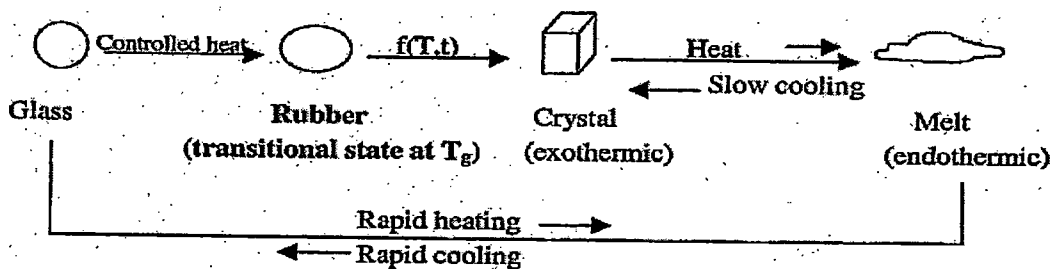 Controlled heat
f(T,t)
Heat
Slow cooling
Glass
Rubber
(transitional state at Tg)
Crystal
(exothermic)
Melt
(endothermic)
Rapid heating
Rapid cooling